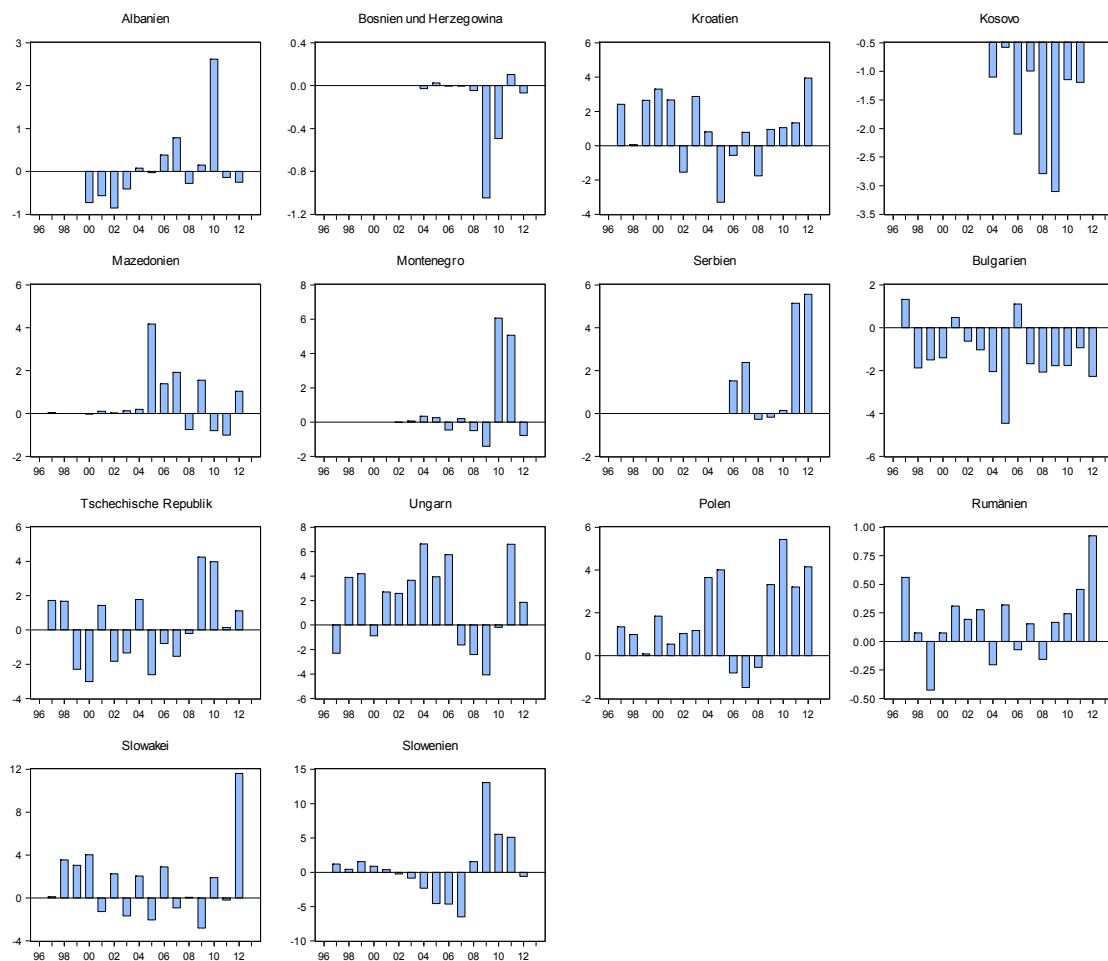 Albanien
3
2
1
0
-1
96 98 00 02 04 06 08 10 12
Bosnien und Herzegowina
0.4
0.0
-0.4
-0.8
-1.2
96 98 00 02 04 06 08 10 12
Kroatien
6
4
2
0
-2
-4
96 98 00 02 04 06 08 10 12
Kosovo
-0.5
-1.0
-1.5
-2.0
-2.5
-3.0
-3.5
96 98 00 02 04 06 08 10 12
Mazedonien
6
4
2
0
-2
96 98 00 02 04 06 08 10 12
Montenegro
8
6
4
2
0
-2
96 98 00 02 04 06 08 10 12
Serbien
6
4
2
0
-2
96 98 00 02 04 06 08 10 12
Bulgarien
2
0
-2
-4
-6
96 98 00 02 04 06 08 10 12
Tschechische Republik
6
4
2
0
-2
-4
96 98 00 02 04 06 08 10 12
Ungarn
8
6
4
2
0
-2
-4
-6
96 98 00 02 04 06 08 10 12
Polen
6
4
2
0
-2
96 98 00 02 04 06 08 10 12
Rumänien
1.00
0.75
0.50
0.25
0.00
-0.25
-0.50
96 98 00 02 04 06 08 10 12
Slowakei
12
8
4
0
-4
96 98 00 02 04 06 08 10 12
Slowenien
15
10
5
0
-5
-10
96 98 00 02 04 06 08 10 12